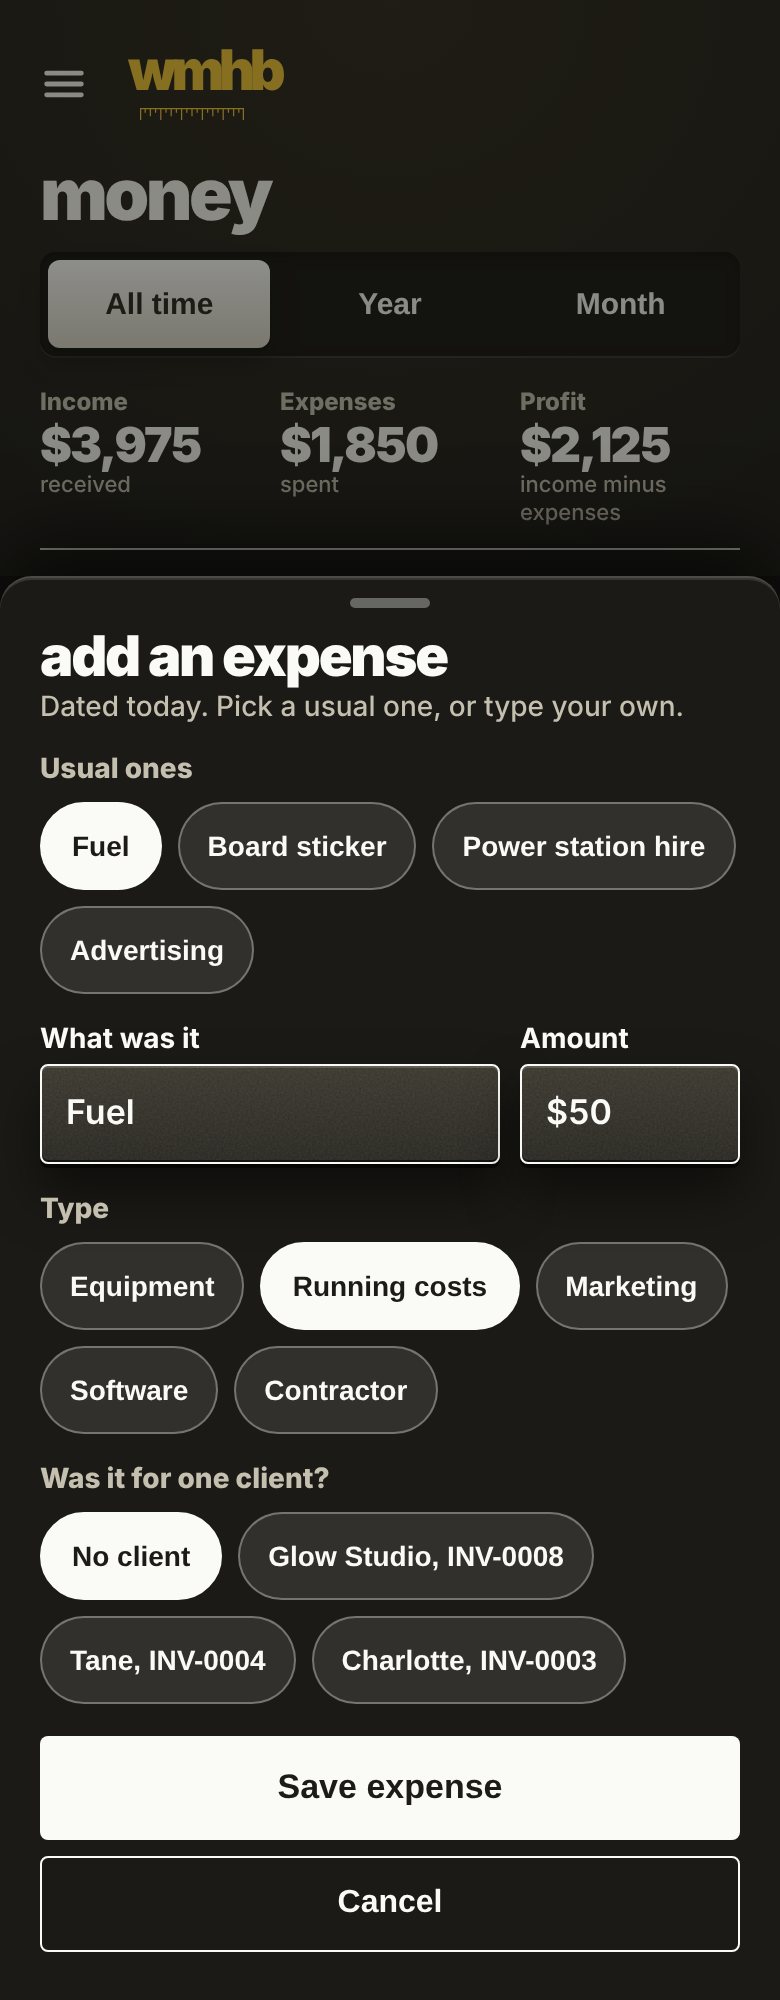 wmhb
money
All time Year Month
Income Expenses Profit
$3,975 $1,850 $2,125
received spent income minus
expenses
add an expense
Dated today. Pick a usual one, or type your own.
Usual ones
Fuel Board sticker Power station hire
Advertising
What was it Amount
Fuel $50
Type
Equipment Running costs Marketing
Software Contractor
Was it for one client?
No client Glow Studio, INV-0008
Tane, INV-0004 Charlotte, INV-0003
Save expense
Cancel